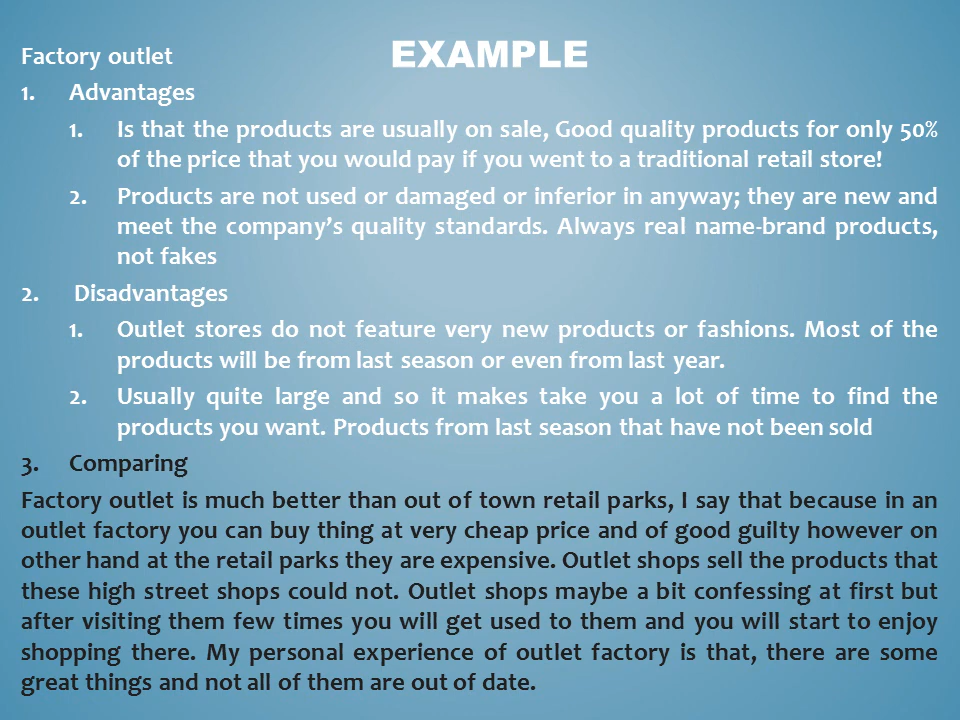 EXAMPLE
Factory outlet
1. Advantages
1. Is that the products are usually on sale, Good quality products for only 50%
of the price that you would pay if you went to a traditional retail store!
2. Products are not used or damaged or inferior in anyway; they are new and
meet the company's quality standards. Always real name-brand products,
not fakes
2. Disadvantages
1. Outlet stores do not feature very new products or fashions. Most of the
products will be from last season or even from last year.
2. Usually quite large and so it makes take you a lot of time to find the
products you want. Products from last season that have not been sold
3. Comparing
Factory outlet is much better than out of town retail parks, I say that because in an
outlet factory you can buy thing at very cheap price and of good guilty however on
other hand at the retail parks they are expensive. Outlet shops sell the products that
these high street shops could not. Outlet shops maybe a bit confessing at first but
after visiting them few times you will get used to them and you will start to enjoy
shopping there. My personal experience of outlet factory is that, there are some
great things and not all of them are out of date.